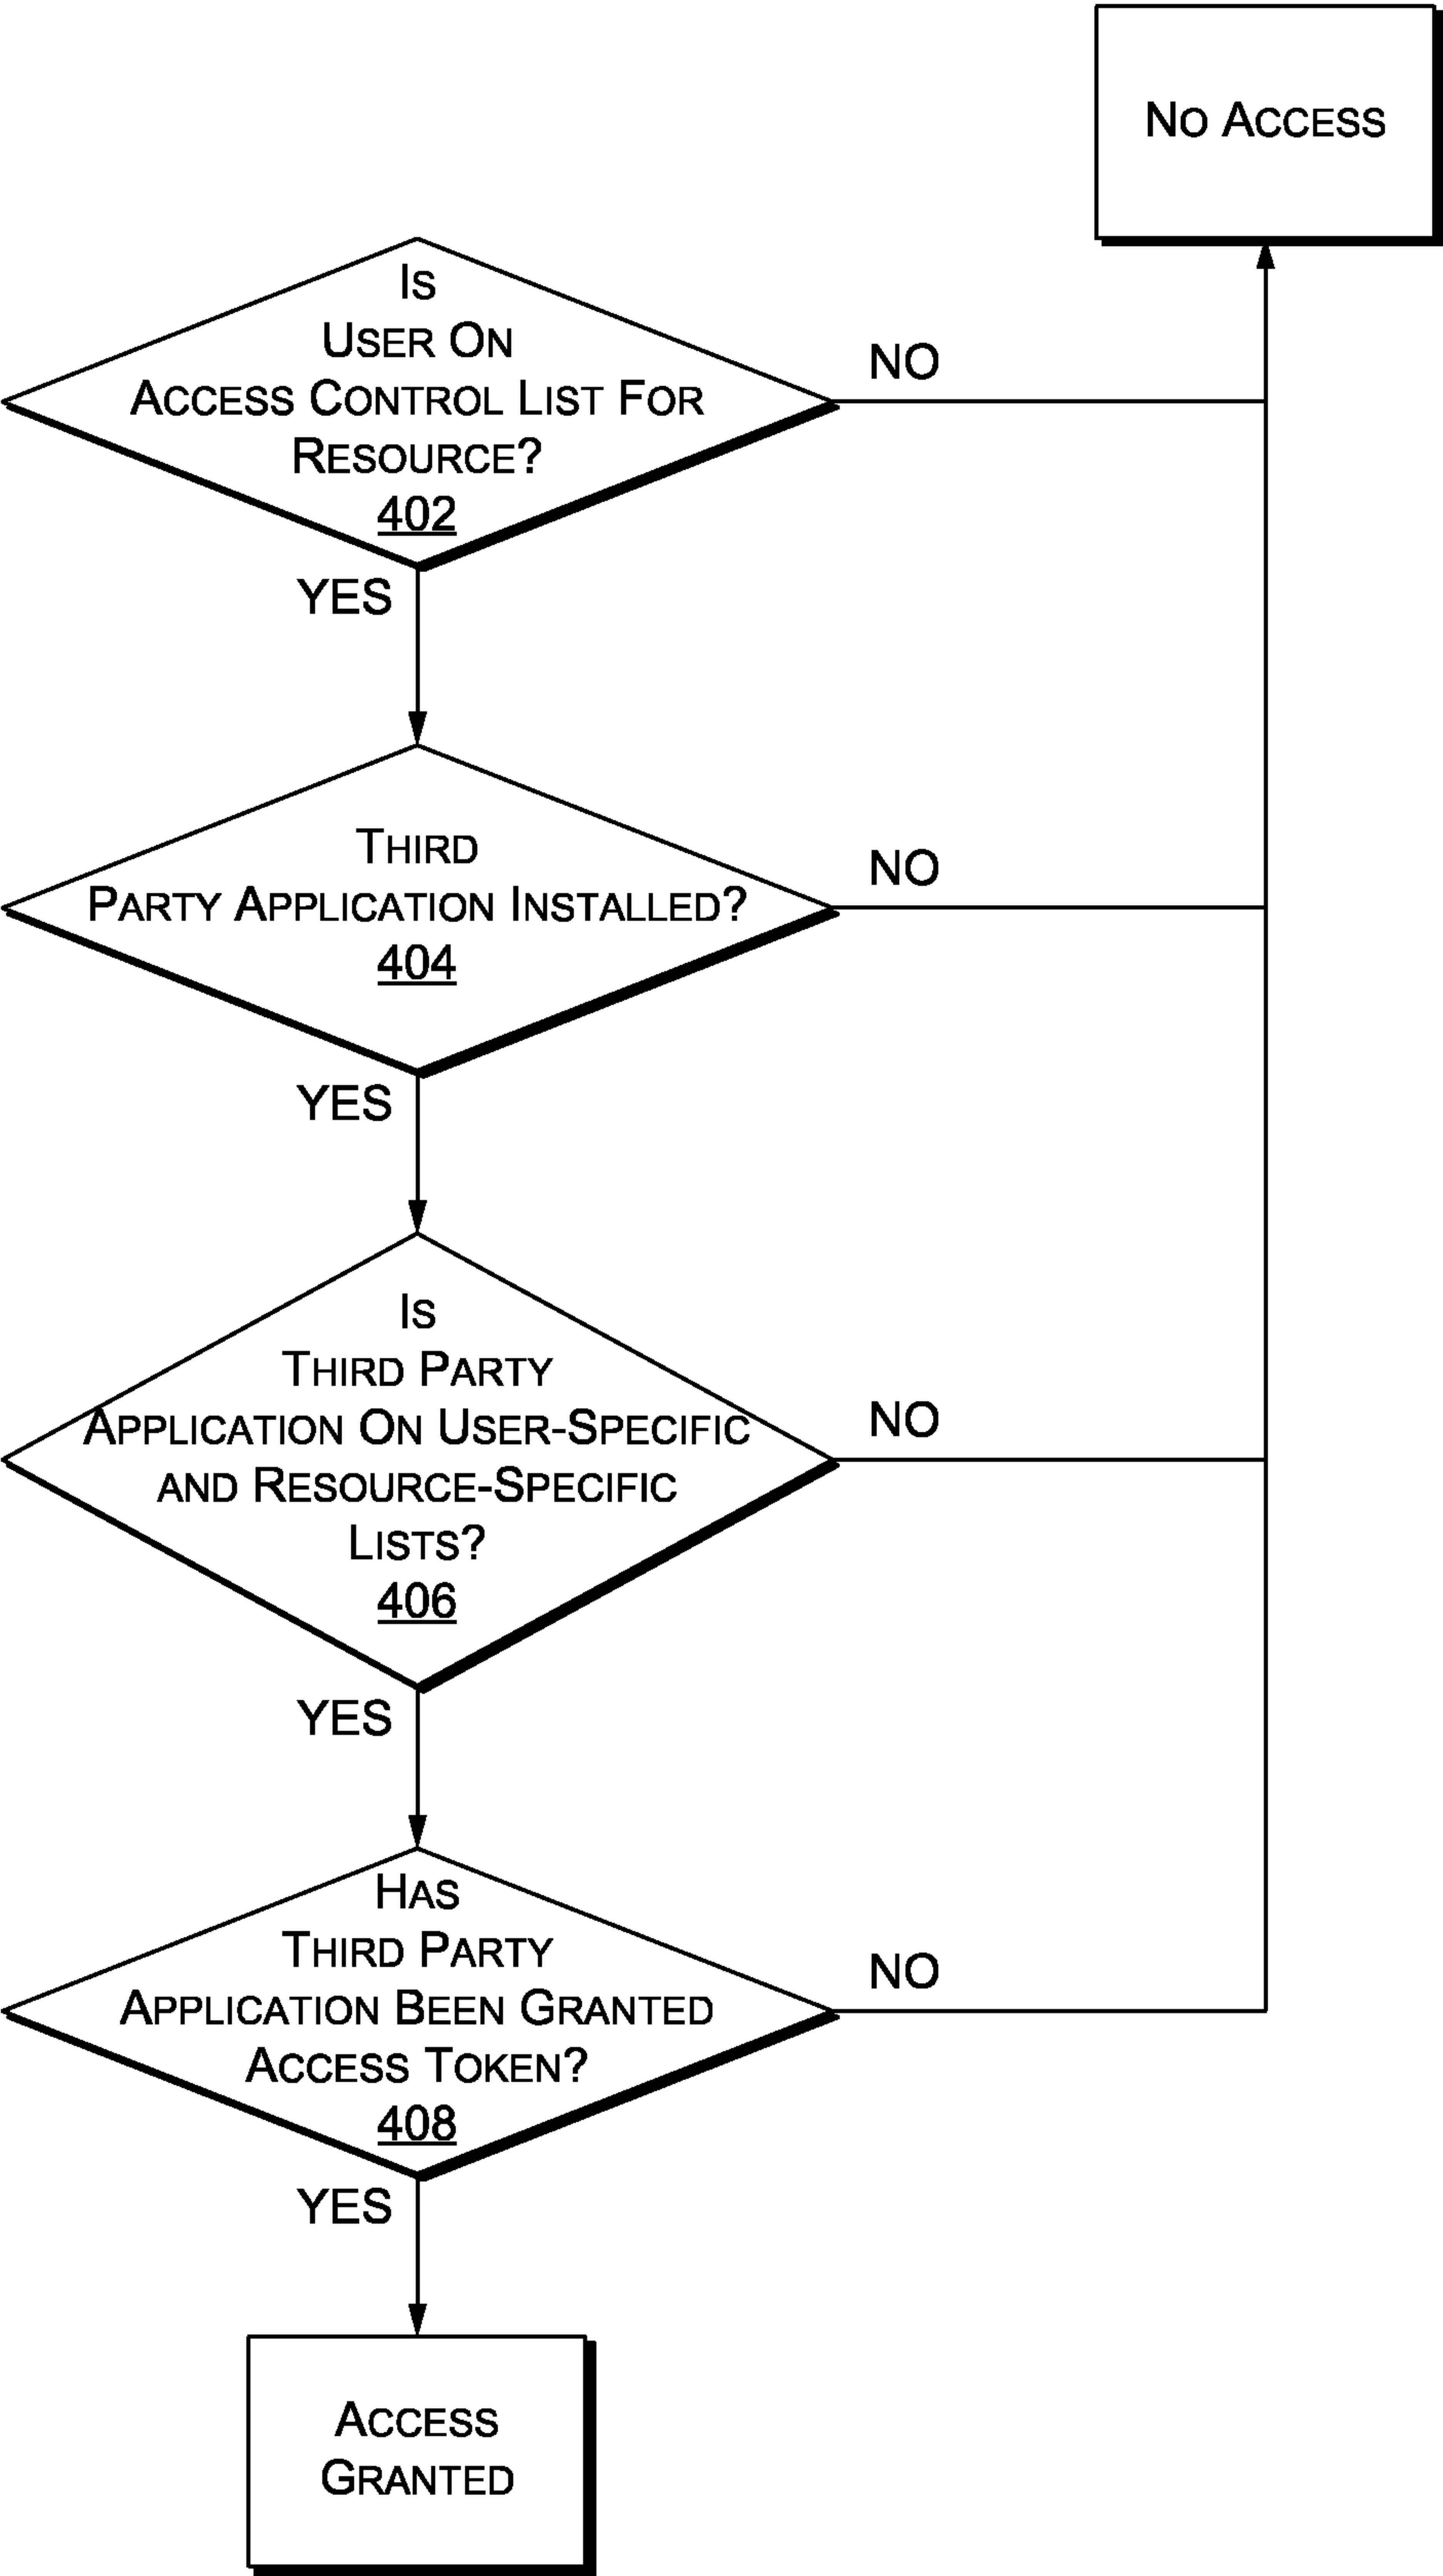 NO ACCESS
IS
USER ON
ACCESS CONTROL LIST FOR
RESOURCE?
402
NO
YES
THIRD
PARTY APPLICATION INSTALLED?
404
NO
YES
IS
THIRD PARTY
APPLICATION ON USER-SPECIFIC
AND RESOURCE-SPECIFIC
LISTS?
406
NO
YES
HAS
THIRD PARTY
APPLICATION BEEN GRANTED
ACCESS TOKEN?
408
NO
YES
ACCESS
GRANTED